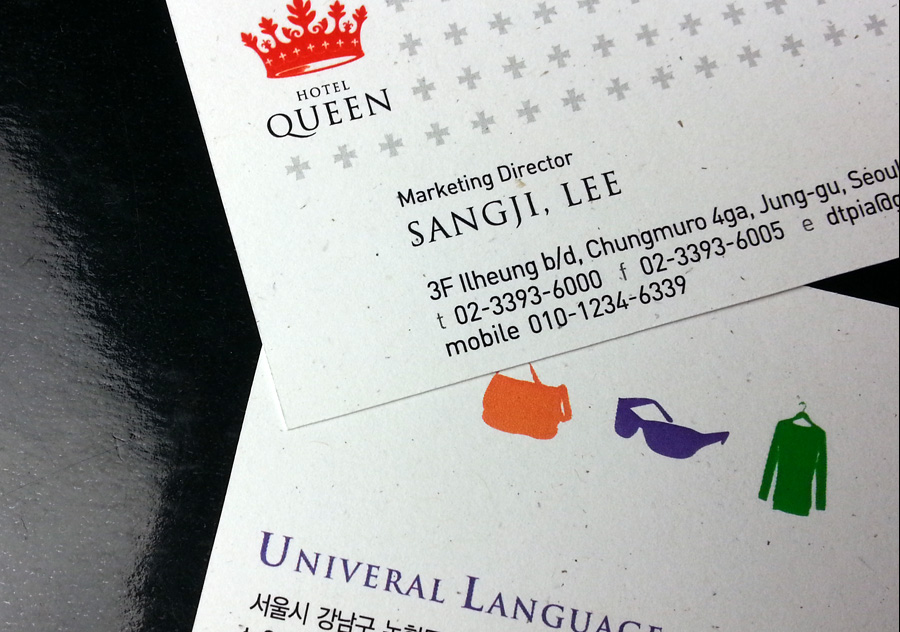 HOTEL
QUEEN
Marketing Director
SANGJI, LEE
3F Ilheung b/d, Chungmuro 4ga, Jung-gu, Seoul
t 02-3393-6000 f 02-3393-6005 e dtpia@g
mobile 010-1234-6339
UNIVERAL LANGUAGE
서울시 강남구